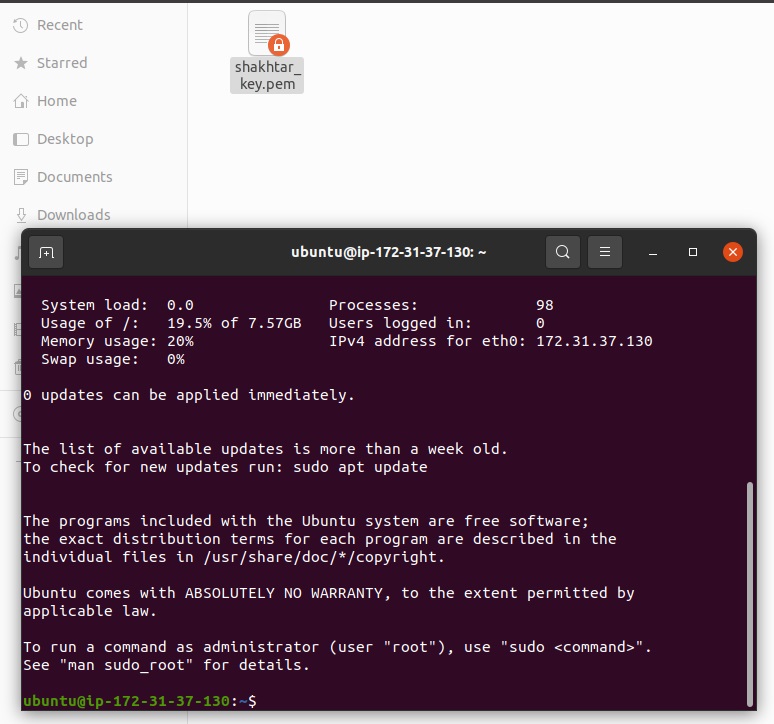 Recent
Starred
Home
Desktop
Documents
Downloads
shakhtar_
key.pem
ubuntu@ip-172-31-37-130: ~
System load: 0.0 Processes: 98
Usage of /: 19.5% of 7.57GB Users logged in: 0
Memory usage: 20% IPv4 address for eth0: 172.31.37.130
Swap usage: 0%
0 updates can be applied immediately.
The list of available updates is more than a week old.
To check for new updates run: sudo apt update
The programs included with the Ubuntu system are free software;
the exact distribution terms for each program are described in the
individual files in /usr/share/doc/*/copyright.
Ubuntu comes with ABSOLUTELY NO WARRANTY, to the extent permitted by
applicable law.
To run a command as administrator (user "root"), use "sudo <command>".
See "man sudo_root" for details.
ubuntu@ip-172-31-37-130:~$